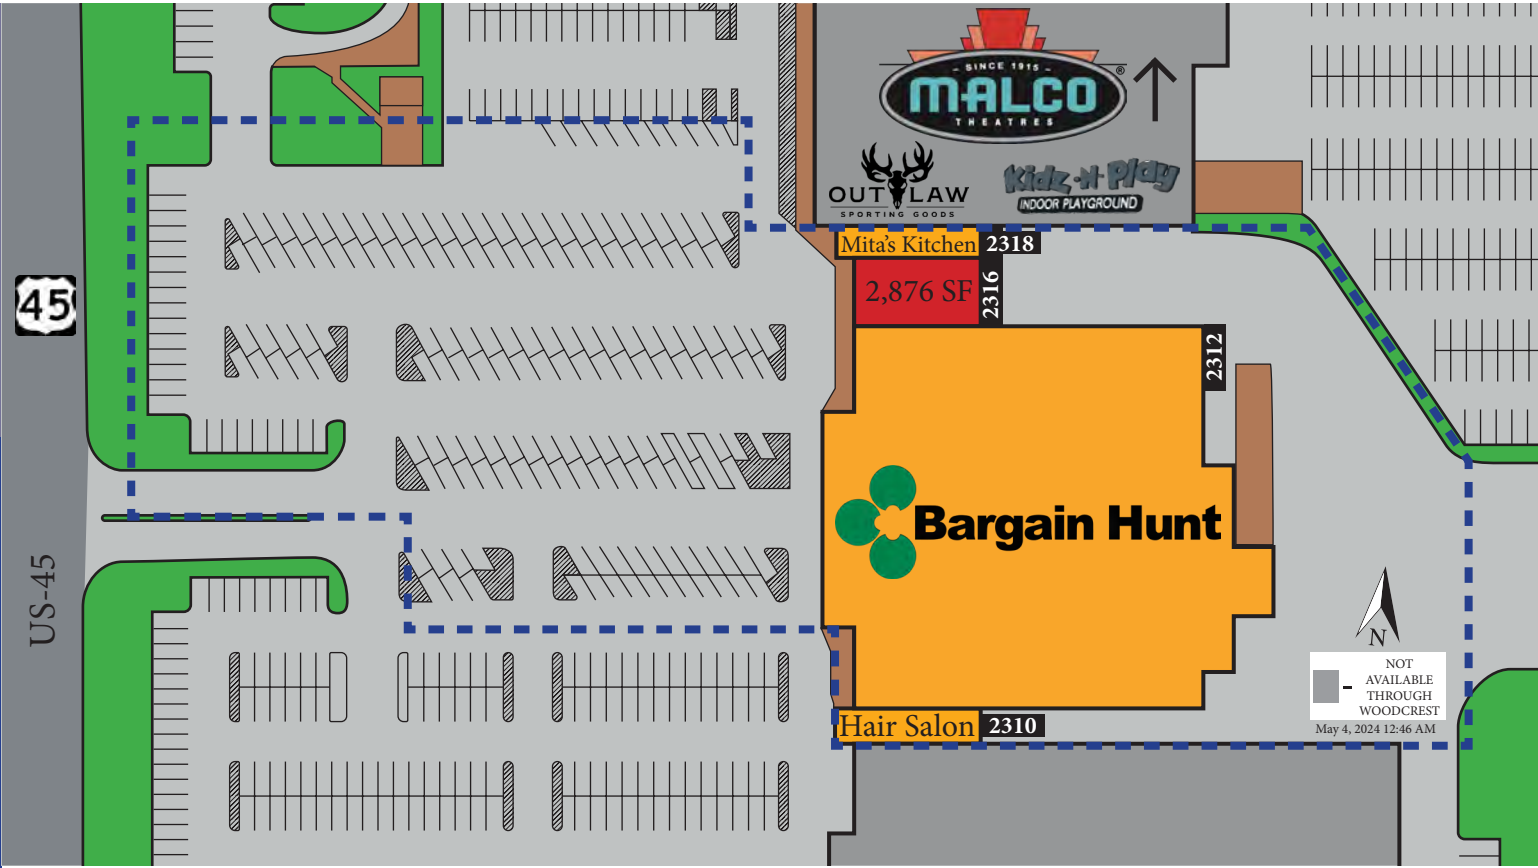 - SINCE 1915 -
MALCO
®
THEATRES
OUTLAW
SPORTING GOODS
Kidz-N-Play
INDOOR PLAYGROUND
Mita's Kitchen
2318
2,876 SF
2316
2312
45
Bargain Hunt
US-45
N
NOT
AVAILABLE
THROUGH
WOODCREST
May 4, 2024 12:46 AM
Hair Salon
2310